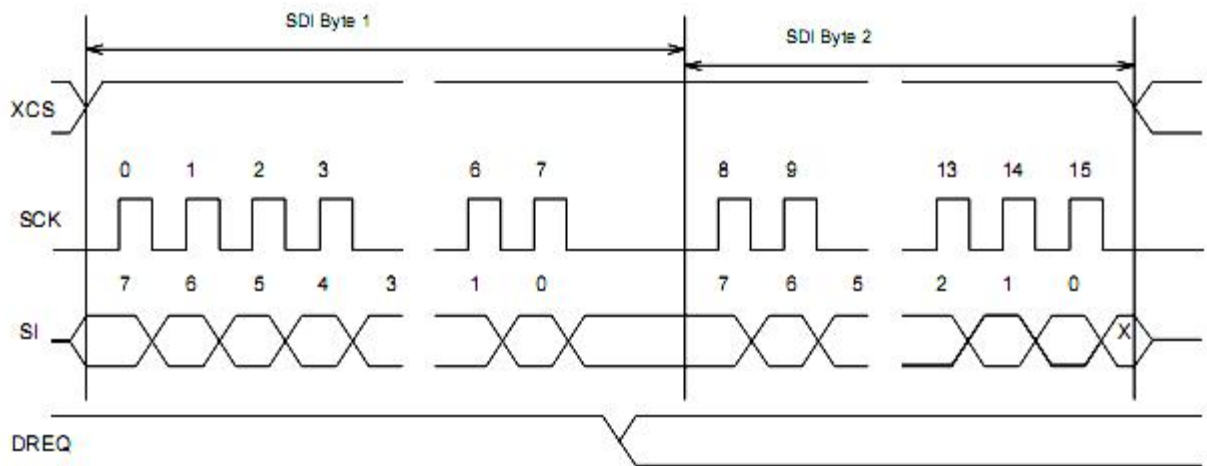 SDI Byte 1
SDI Byte 2
XCS
0 1 2 3 6 7 8 9 13 14 15
SCK
7 6 5 4 3 1 0 7 6 5 2 1 0
SI
X
DREQ